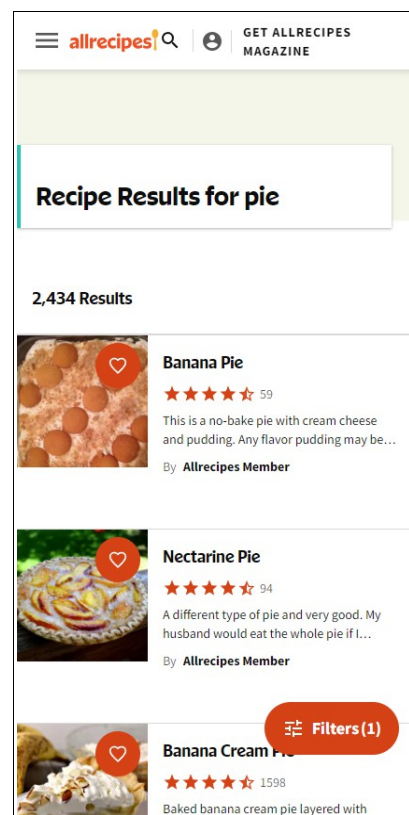 allrecipes
GET ALLRECIPES
MAGAZINE
Recipe Results for pie
2,434 Results
Banana Pie
59
This is a no-bake pie with cream cheese
and pudding. Any flavor pudding may be…
By Allrecipes Member
Nectarine Pie
94
A different type of pie and very good. My
husband would eat the whole pie if I…
By Allrecipes Member
Filters (1)
Banana Cream Pie
1598
Baked banana cream pie layered with